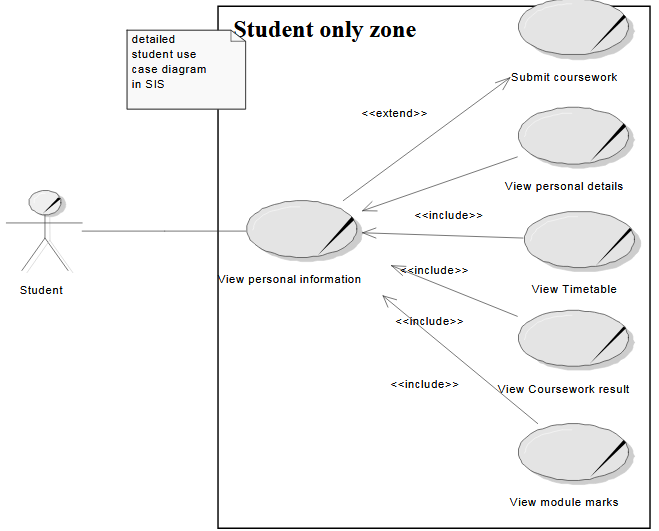 Student only zone
detailed
student use
case diagram
in SIS
Submit coursework
<<extend>>
View personal details
<<include>>
View personal information
<<include>>
View Timetable
Student
<<include>>
<<include>>
View Coursework result
View module marks